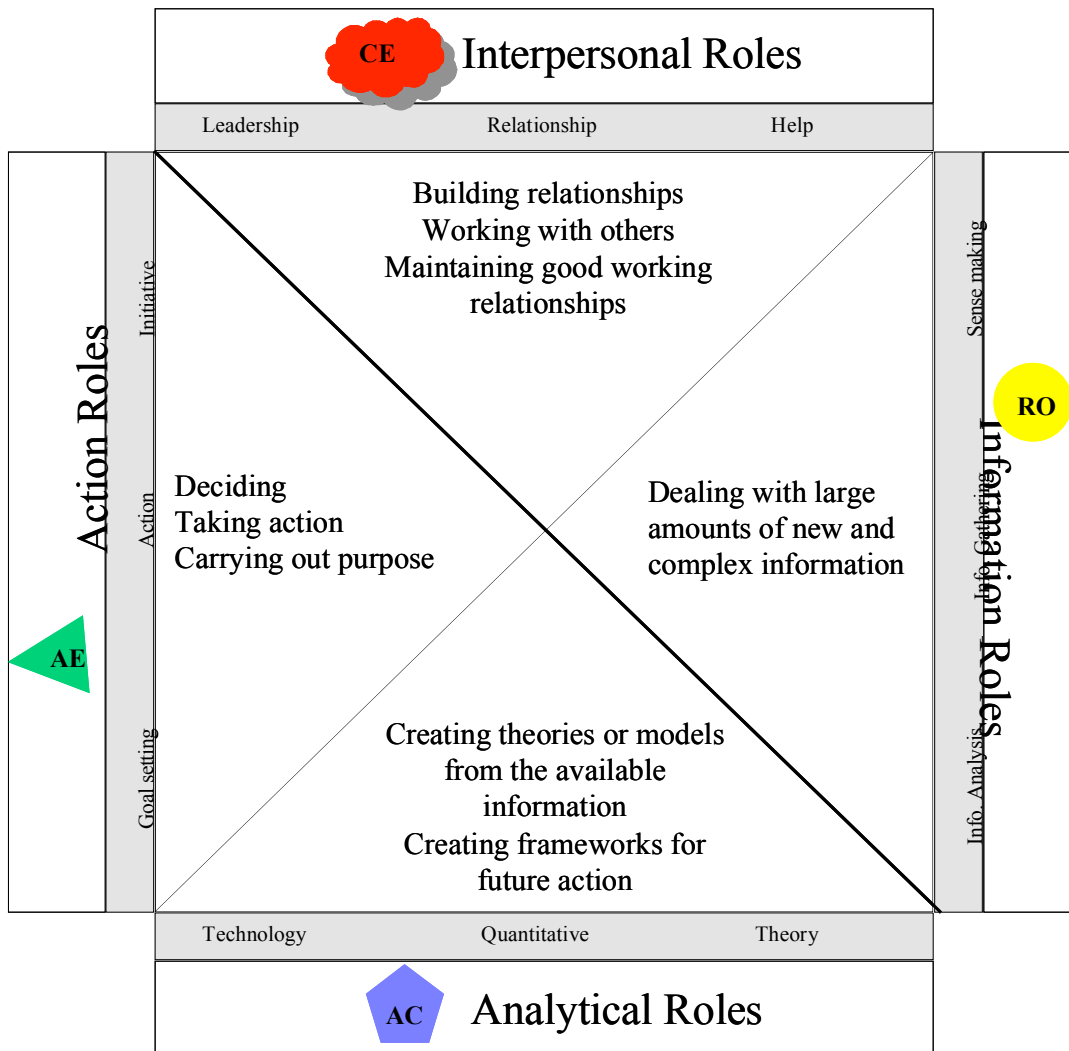 CE
Interpersonal Roles
Leadership
Relationship
Help
Building relationships
Working with others
Maintaining good working
relationships
Action Roles
AE
Initiative
Action
Goal setting
Deciding
Taking action
Carrying out purpose
Dealing with large
amounts of new and
complex information
Sense making
Info. Gathering
Info. Analysis
RO
Information Roles
Creating theories or models
from the available
information
Creating frameworks for
future action
Technology
Quantitative
Theory
AC
Analytical Roles